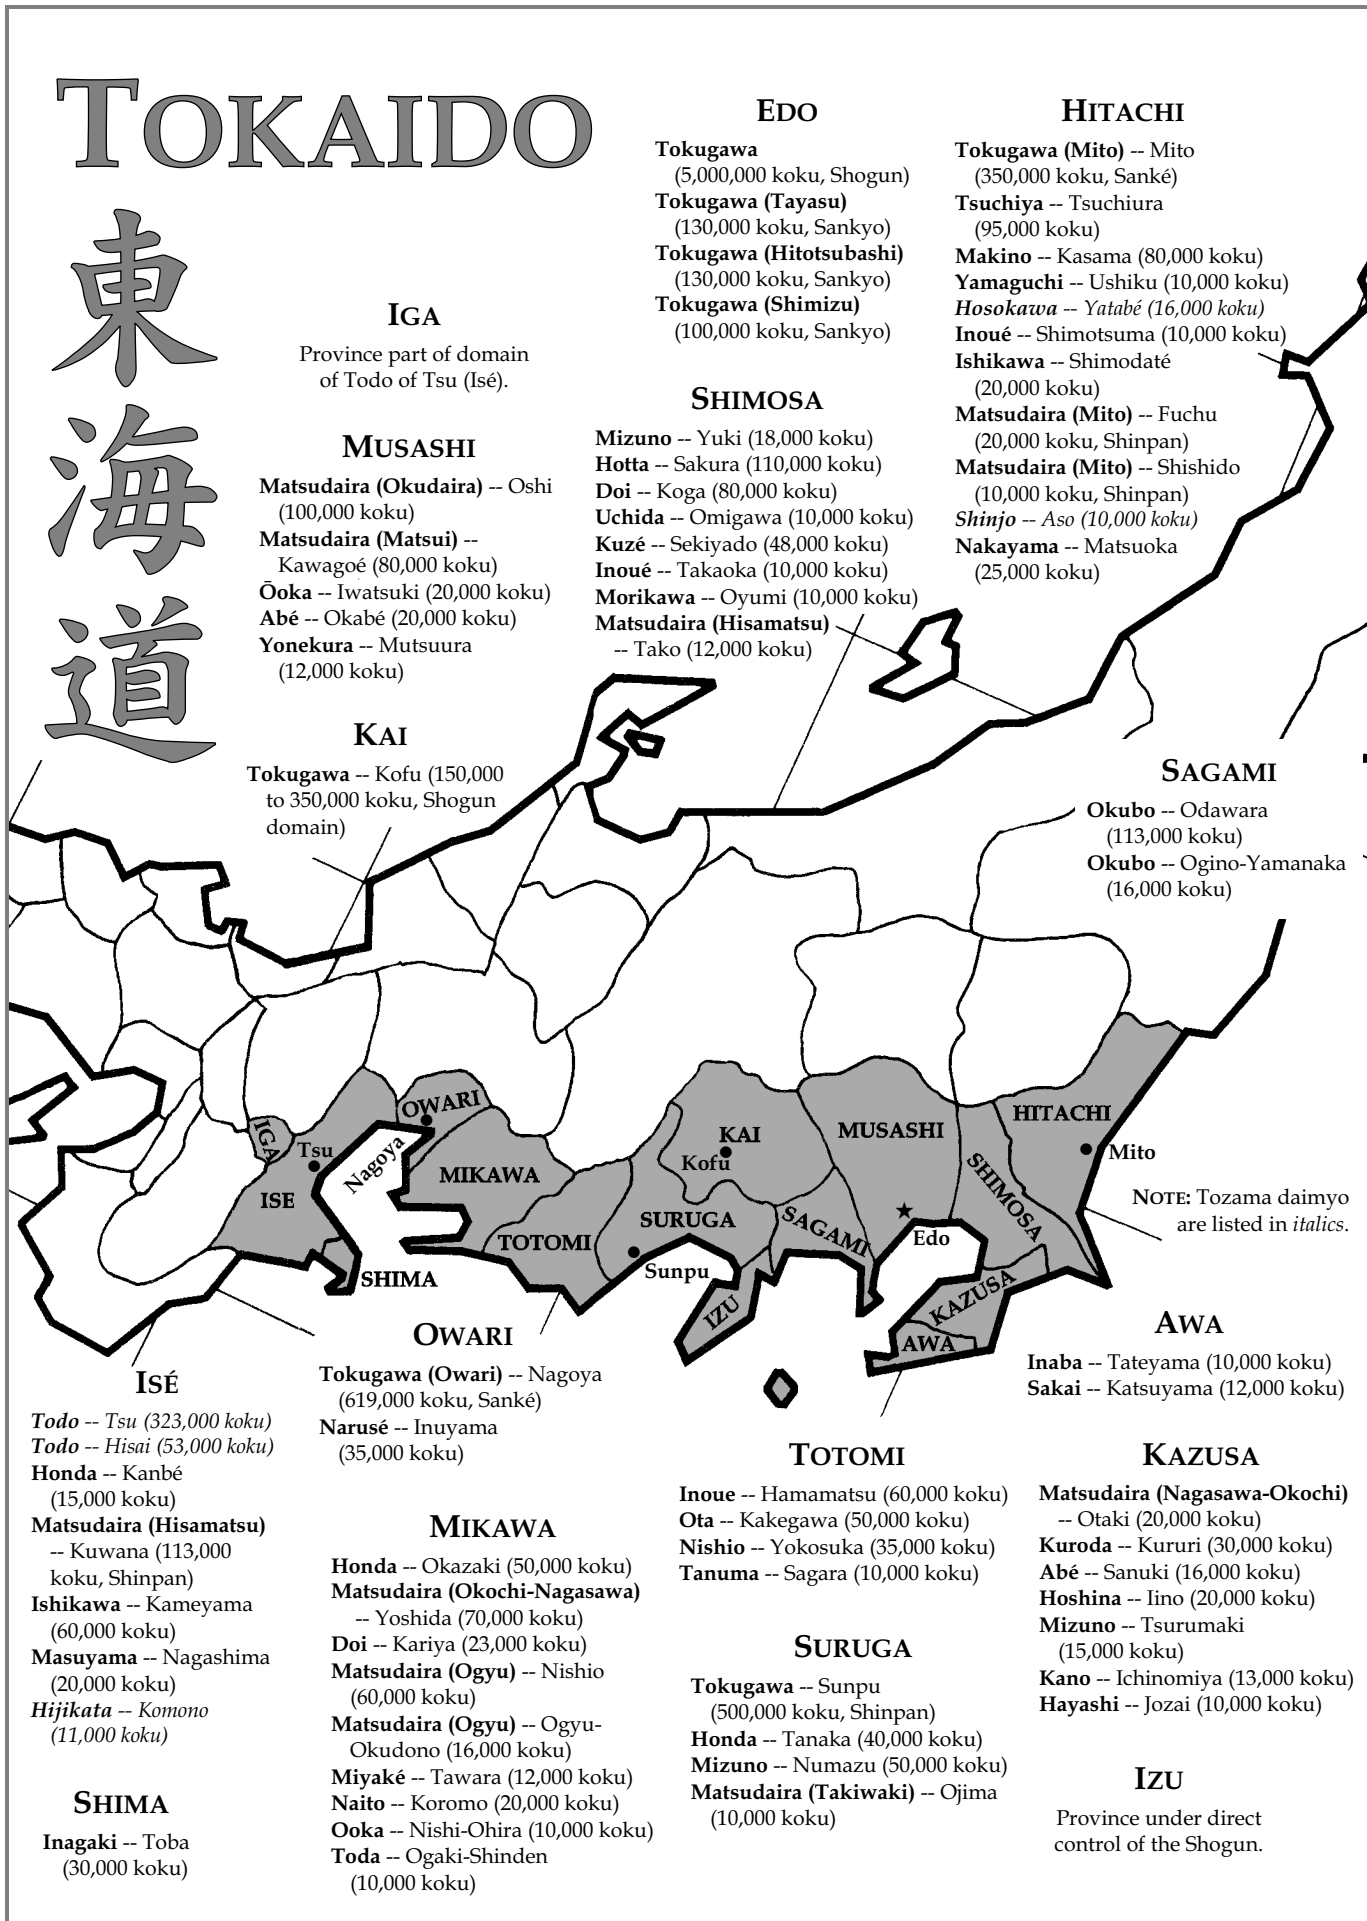 TOKAIDO
東
海
道
EDO
Tokugawa
(5,000,000 koku, Shogun)
Tokugawa (Tayasu)
(130,000 koku, Sankyo)
Tokugawa (Hitotsubashi)
(130,000 koku, Sankyo)
Tokugawa (Shimizu)
(100,000 koku, Sankyo)
HITACHI
Tokugawa (Mito) -- Mito
(350,000 koku, Sanké)
Tsuchiya -- Tsuchiura
(95,000 koku)
Makino -- Kasama (80,000 koku)
Yamaguchi -- Ushiku (10,000 koku)
Hosokawa -- Yatabé (16,000 koku)
Inoué -- Shimotsuma (10,000 koku)
Ishikawa -- Shimodaté
(20,000 koku)
Matsudaira (Mito) -- Fuchu
(20,000 koku, Shinpan)
Matsudaira (Mito) -- Shishido
(10,000 koku, Shinpan)
Shinjo -- Aso (10,000 koku)
Nakayama -- Matsuoka
(25,000 koku)
IGA
Province part of domain
of Todo of Tsu (Isé).
MUSASHI
Matsudaira (Okudaira) -- Oshi
(100,000 koku)
Matsudaira (Matsui) --
Kawagoé (80,000 koku)
Ōoka -- Iwatsuki (20,000 koku)
Abé -- Okabé (20,000 koku)
Yonekura -- Mutsuura
(12,000 koku)
SHIMOSA
Mizuno -- Yuki (18,000 koku)
Hotta -- Sakura (110,000 koku)
Doi -- Koga (80,000 koku)
Uchida -- Omigawa (10,000 koku)
Kuzé -- Sekiyado (48,000 koku)
Inoué -- Takaoka (10,000 koku)
Morikawa -- Oyumi (10,000 koku)
Matsudaira (Hisamatsu)
-- Tako (12,000 koku)
KAI
Tokugawa -- Kofu (150,000
to 350,000 koku, Shogun
domain)
SAGAMI
Okubo -- Odawara
(113,000 koku)
Okubo -- Ogino-Yamanaka
(16,000 koku)
IGA
Tsu
ISE
SHIMA
Nagoya
OWARI
MIKAWA
TOTOMI
SURUGA
Sunpu
KAI
Kofu
IZU
SAGAMI
MUSASHI
Edo
SHIMOSA
KAZUSA
AWA
HITACHI
Mito
NOTE: Tozama daimyo
are listed in italics.
ISÉ
Todo -- Tsu (323,000 koku)
Todo -- Hisai (53,000 koku)
Honda -- Kanbé
(15,000 koku)
Matsudaira (Hisamatsu)
-- Kuwana (113,000
koku, Shinpan)
Ishikawa -- Kameyama
(60,000 koku)
Masuyama -- Nagashima
(20,000 koku)
Hijikata -- Komono
(11,000 koku)
SHIMA
Inagaki -- Toba
(30,000 koku)
OWARI
Tokugawa (Owari) -- Nagoya
(619,000 koku, Sanké)
Narusé -- Inuyama
(35,000 koku)
MIKAWA
Honda -- Okazaki (50,000 koku)
Matsudaira (Okochi-Nagasawa)
-- Yoshida (70,000 koku)
Doi -- Kariya (23,000 koku)
Matsudaira (Ogyu) -- Nishio
(60,000 koku)
Matsudaira (Ogyu) -- Ogyu-
Okudono (16,000 koku)
Miyaké -- Tawara (12,000 koku)
Naito -- Koromo (20,000 koku)
Ooka -- Nishi-Ohira (10,000 koku)
Toda -- Ogaki-Shinden
(10,000 koku)
TOTOMI
Inoue -- Hamamatsu (60,000 koku)
Ota -- Kakegawa (50,000 koku)
Nishio -- Yokosuka (35,000 koku)
Tanuma -- Sagara (10,000 koku)
SURUGA
Tokugawa -- Sunpu
(500,000 koku, Shinpan)
Honda -- Tanaka (40,000 koku)
Mizuno -- Numazu (50,000 koku)
Matsudaira (Takiwaki) -- Ojima
(10,000 koku)
AWA
Inaba -- Tateyama (10,000 koku)
Sakai -- Katsuyama (12,000 koku)
KAZUSA
Matsudaira (Nagasawa-Okochi)
-- Otaki (20,000 koku)
Kuroda -- Kururi (30,000 koku)
Abé -- Sanuki (16,000 koku)
Hoshina -- Iino (20,000 koku)
Mizuno -- Tsurumaki
(15,000 koku)
Kano -- Ichinomiya (13,000 koku)
Hayashi -- Jozai (10,000 koku)
IZU
Province under direct
control of the Shogun.